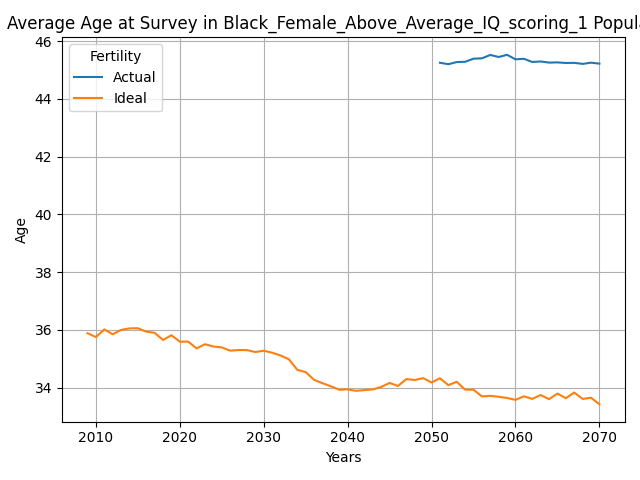 Average Age at Survey in Black_Female_Above_Average_IQ_scoring_1 Popul
46
Fertility
Actual
Ideal
44
42
40
38
36
34
Age
2010 2020 2030 2040 2050 2060 2070
Years